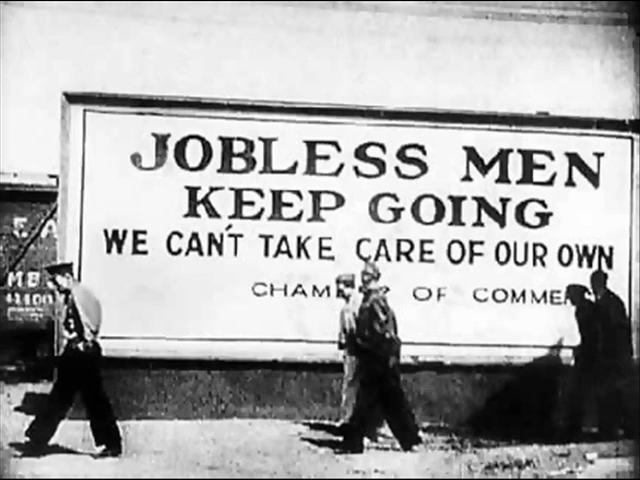 JOBLESS MEN
KEEP GOING
WE CAN'T TAKE CARE OF OUR OWN
CHAM OF COMME